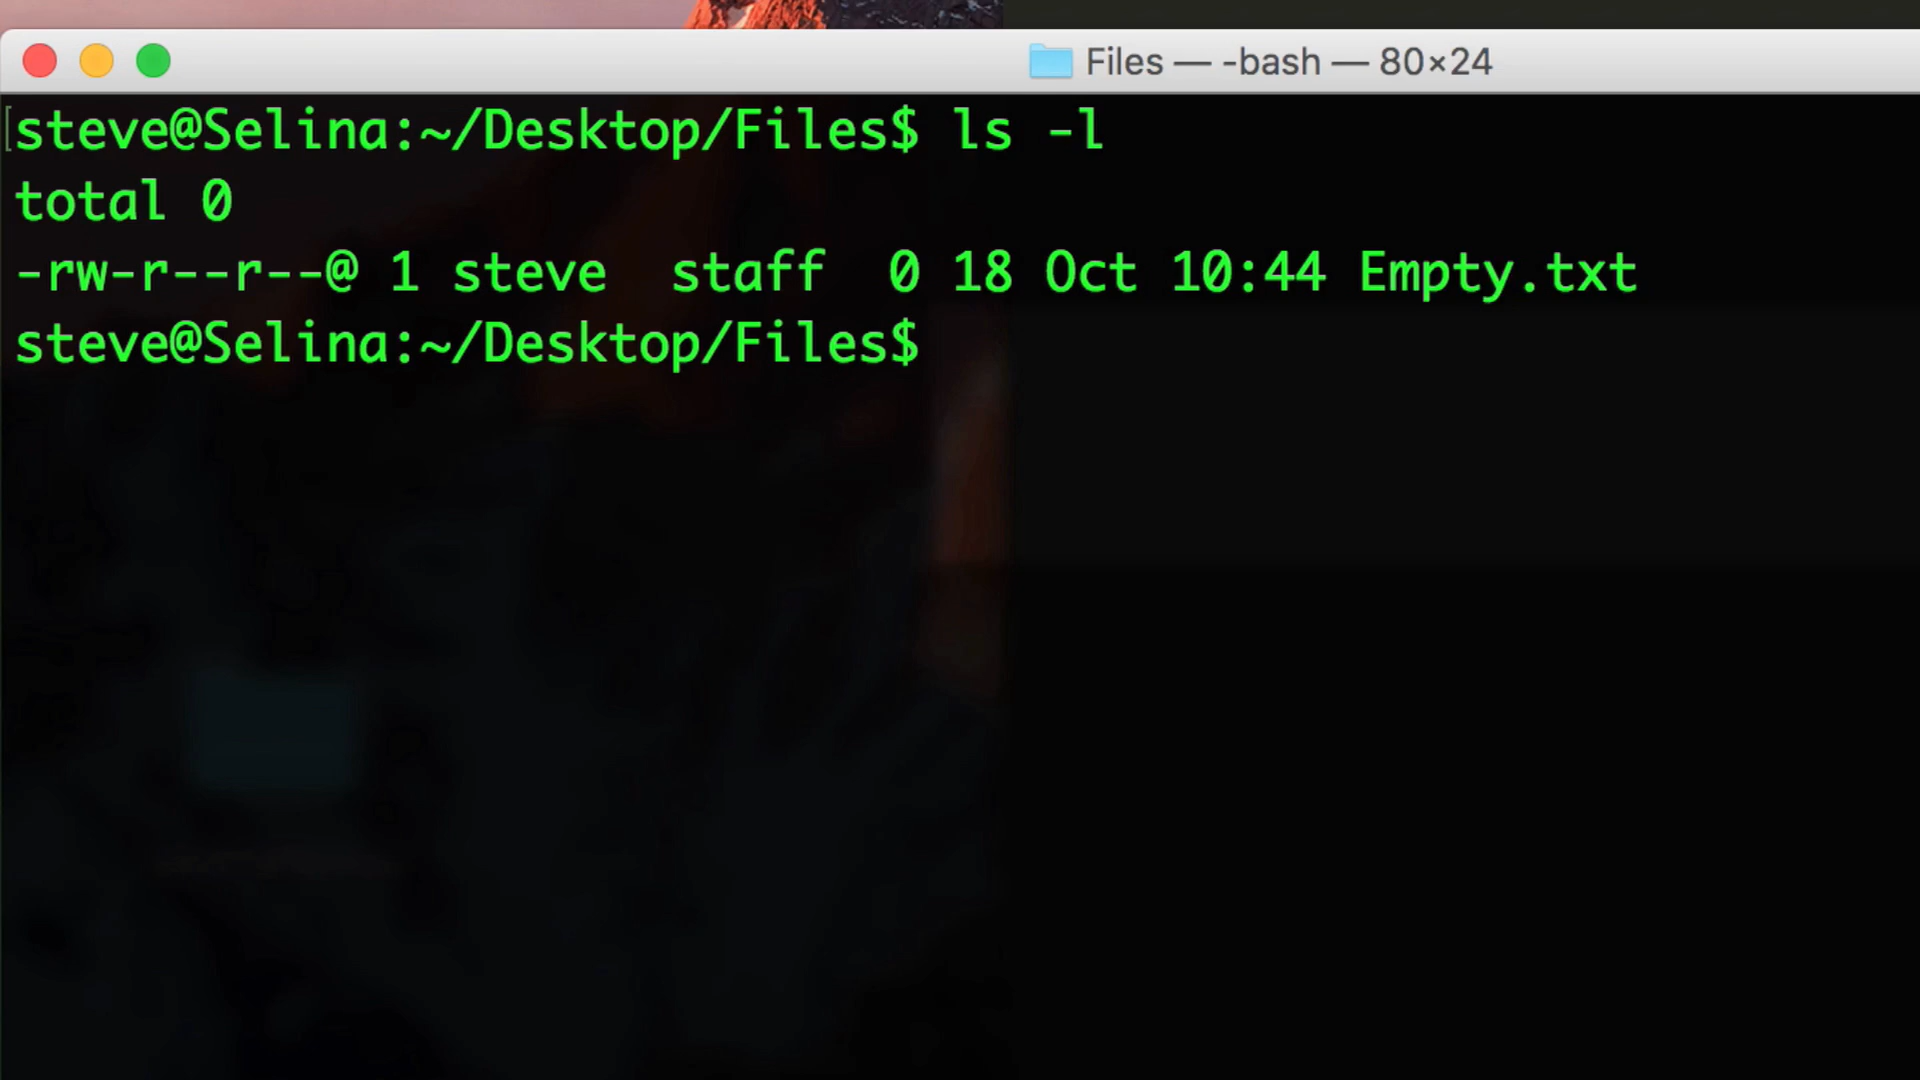 Files — -bash — 80×24
steve@Selina:~/Desktop/Files$ ls -l
total 0
-rw-r--r--@ 1 steve  staff  0 18 Oct 10:44 Empty.txt
steve@Selina:~/Desktop/Files$